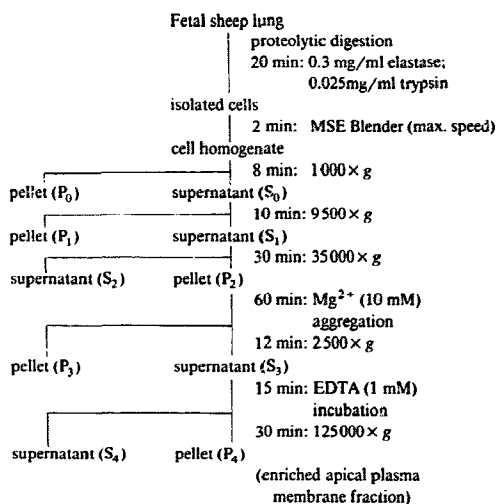 Fetal sheep lung
proteolytic digestion
20 min: 0.3 mg/ml elastase;
0.025mg/ml trypsin
isolated cells
2 min: MSE Blender (max. speed)
cell homogenate
8 min: 1000 × g
pellet (P₀) supernatant (S₀)
10 min: 9500 × g
pellet (P₁) supernatant (S₁)
30 min: 35000 × g
supernatant (S₂) pellet (P₂)
60 min: Mg²⁺ (10 mM)
aggregation
12 min: 2500 × g
pellet (P₃) supernatant (S₃)
15 min: EDTA (1 mM)
incubation
30 min: 125000 × g
supernatant (S₄) pellet (P₄)
(enriched apical plasma
membrane fraction)